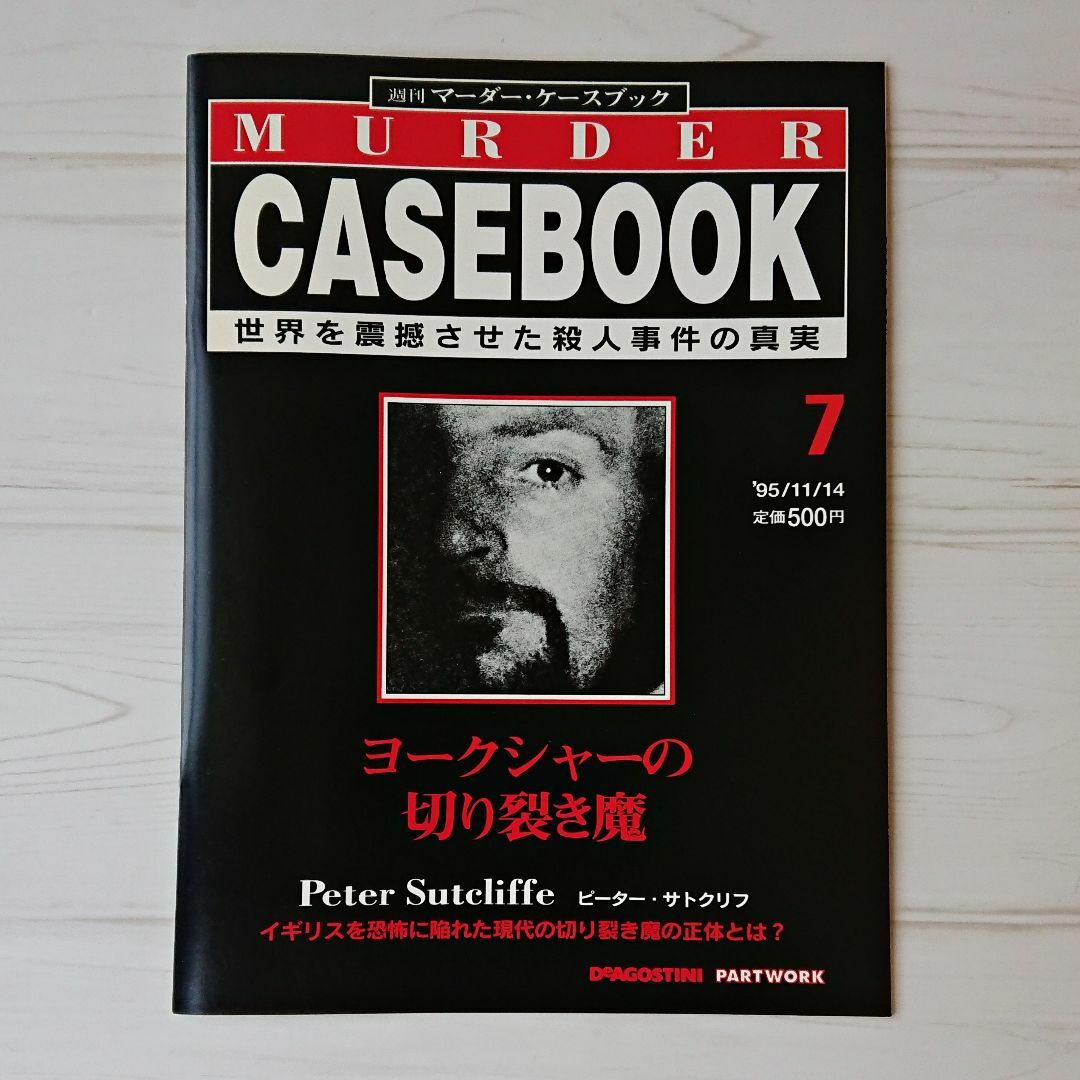 週刊 マーダー・ケースブック
MURDER
CASEBOOK
世界を震撼させた殺人事件の真実
7
'95/11/14
定価500円
ヨークシャーの
切り裂き魔
Peter Sutcliffe ピーター・サトクリフ
イギリスを恐怖に陥れた現代の切り裂き魔の正体とは?
DeAGOSTINI PARTWORK